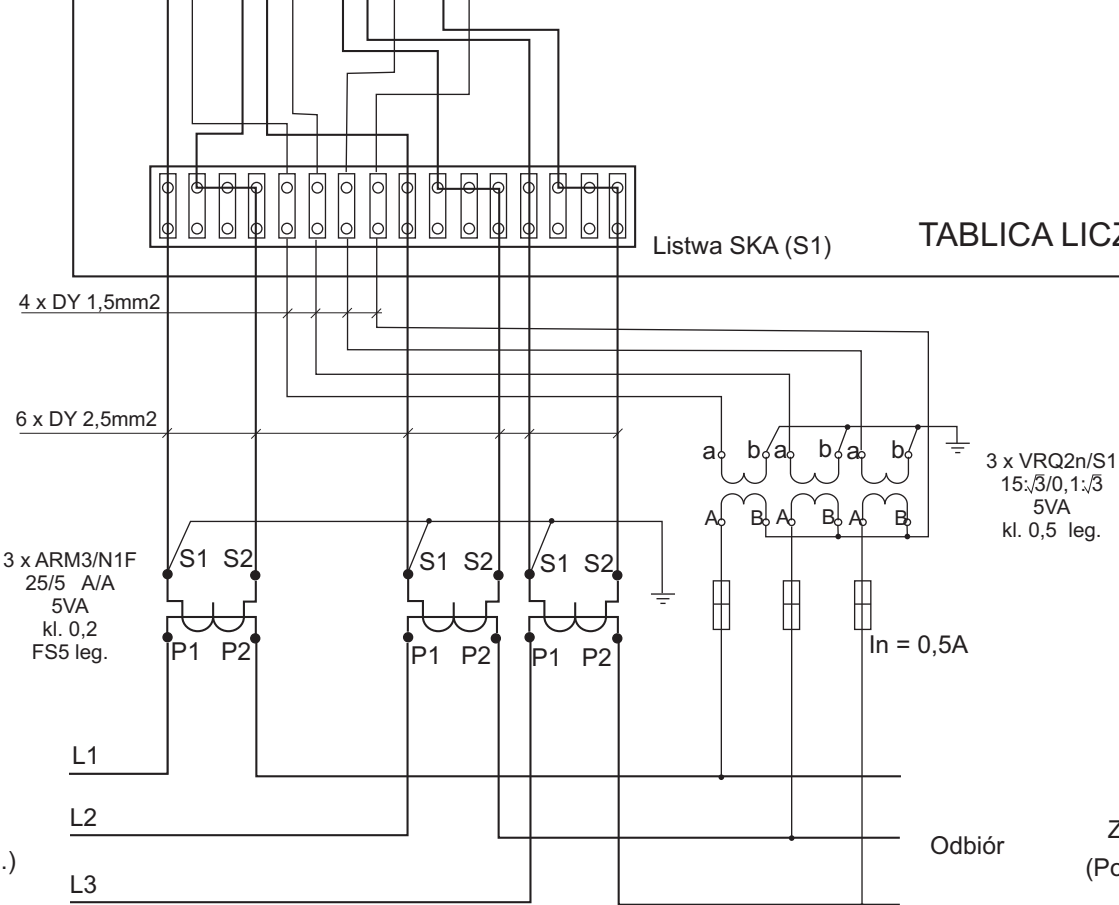 Listwa SKA (S1)
TABLICA LICZ
4 x DY 1,5mm2
6 x DY 2,5mm2
a b a b a b
3 x VRQ2n/S1
15:√3/0,1:√3
5VA
kl. 0,5 leg.
A B A B A B
3 x ARM3/N1F
25/5 A/A
5VA
kl. 0,2
FS5 leg.
S1 S2 S1 S2 S1 S2
P1 P2 P1 P2 P1 P2
In = 0,5A
L1
L2
Odbiór
Z
.)
(Po
L3